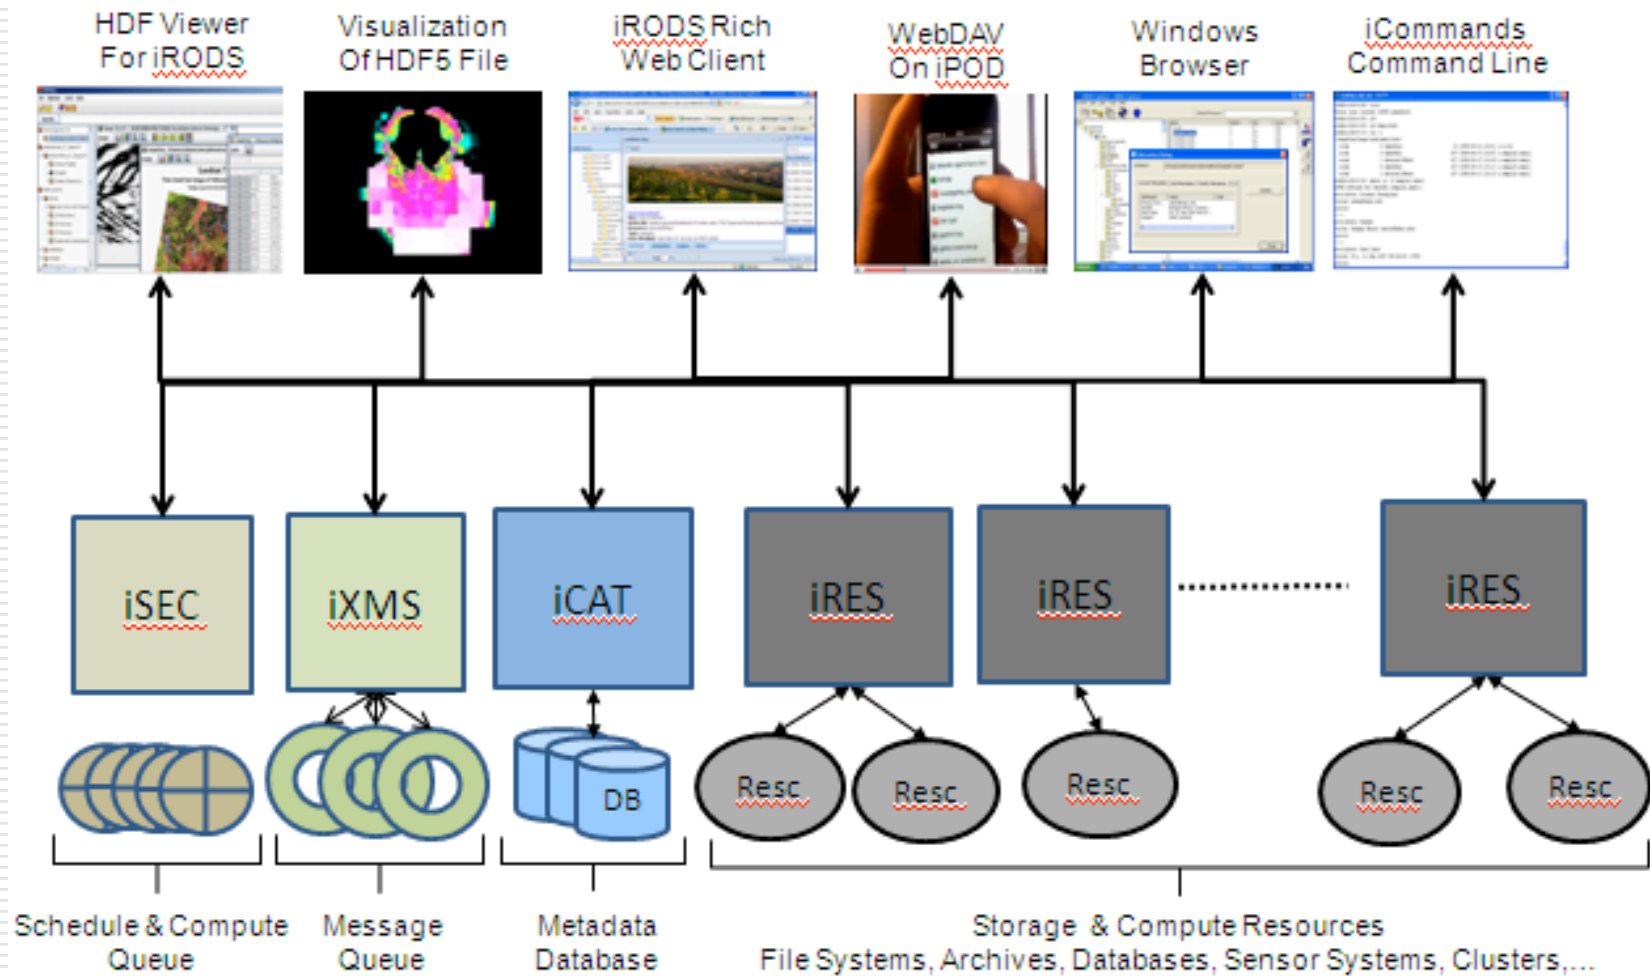 HDF Viewer
For iRODS
Visualization
Of HDF5 File
iRODS Rich
Web Client
WebDAV
On iPOD
Windows
Browser
iCommands
Command Line
iSEC
iXMS
iCAT
iRES
iRES
iRES
DB
Resc
Resc
Resc
Resc
Resc
Schedule & Compute
Queue
Message
Queue
Metadata
Database
Storage & Compute Resources
File Systems, Archives, Databases, Sensor Systems, Clusters,...